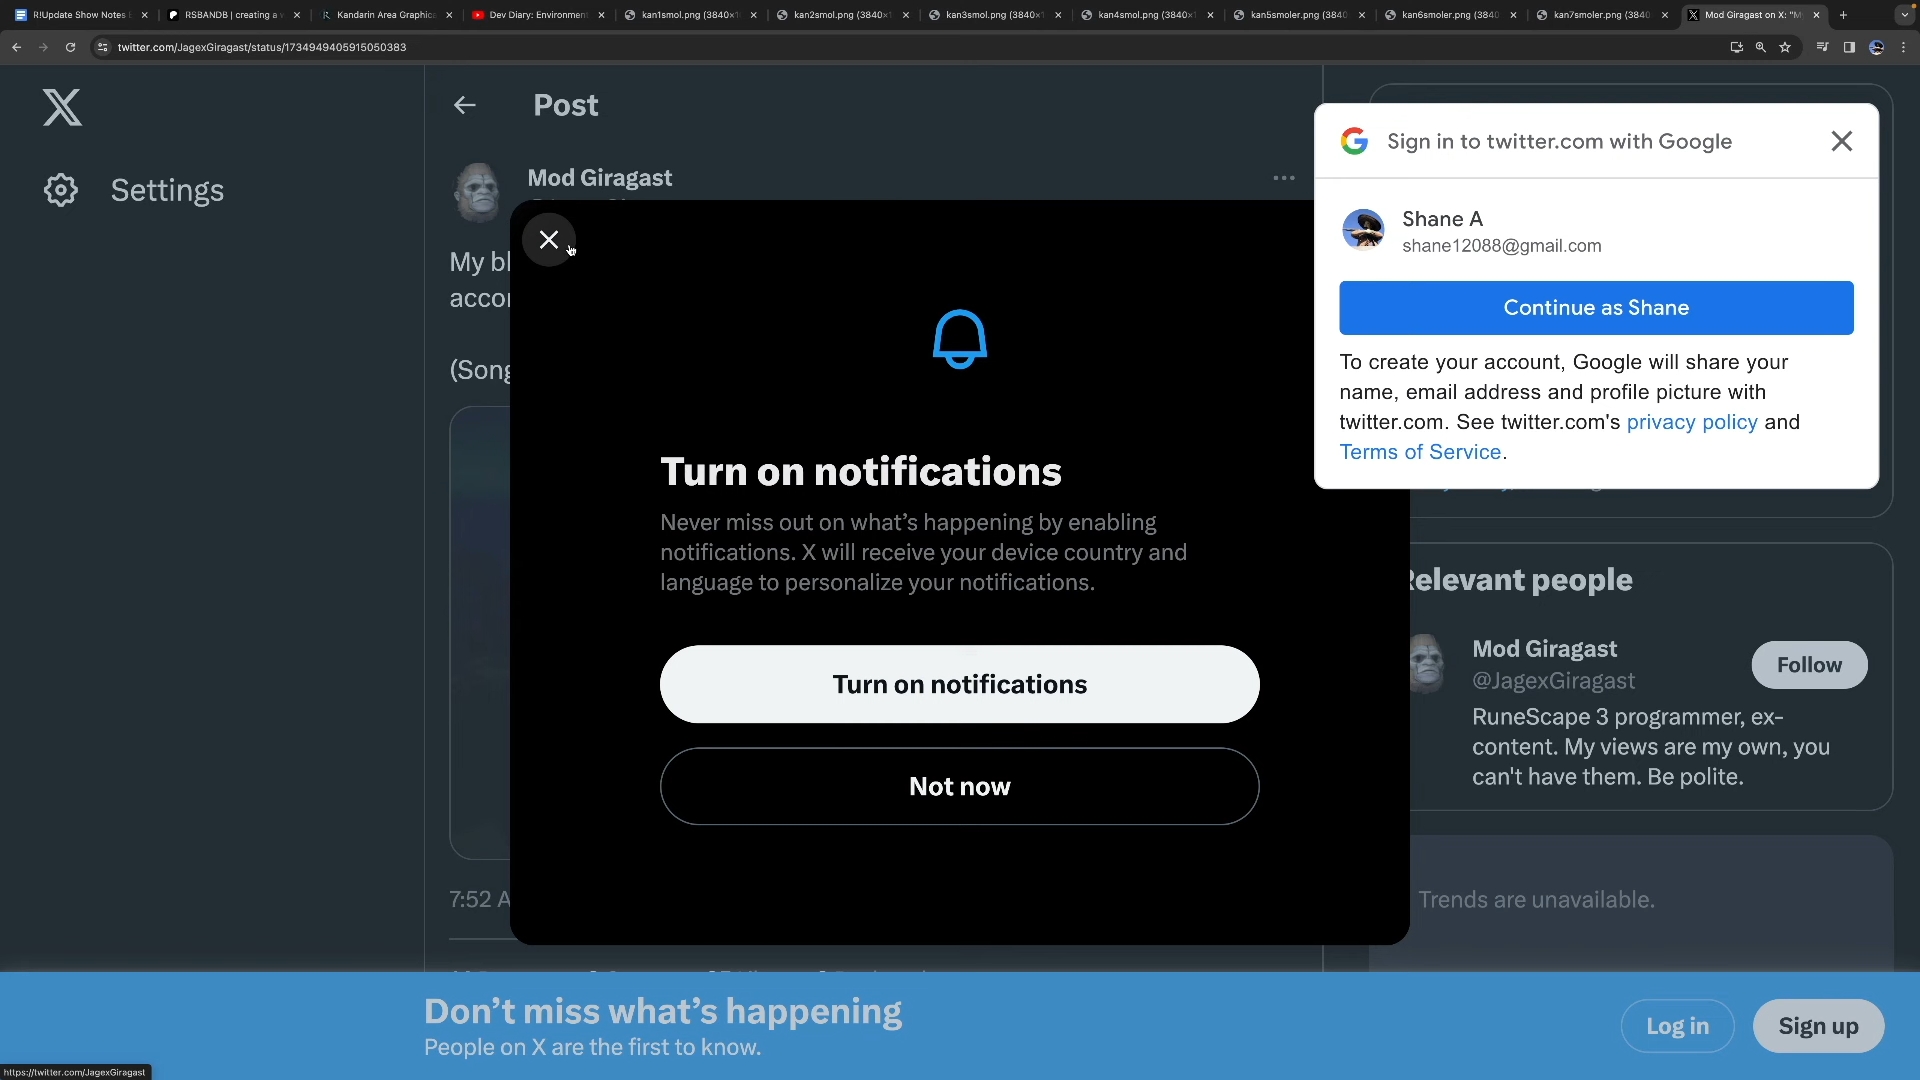 R!Update Show Notes
RSBANDB | creating a w
Kandarin Area Graphica
Dev Diary: Environmen
kan1smol.png (3840×1
kan2smol.png (3840×1
kan3smol.png (3840×1
kan4smol.png (3840×1
kan5smoler.png (3840
kan6smoler.png (3840
kan7smoler.png (3840
Mod Giragast on X: "M
twitter.com/JagexGiragast/status/1734949405915050383
Settings
Post
Mod Giragast
My bl
accor
(Song
7:52 A
Turn on notifications
Never miss out on what's happening by enabling
notifications. X will receive your device country and
language to personalize your notifications.
Turn on notifications
Not now
Sign in to twitter.com with Google
Shane A
shane12088@gmail.com
Continue as Shane
To create your account, Google will share your
name, email address and profile picture with
twitter.com. See twitter.com's privacy policy and
Terms of Service.
Relevant people
Mod Giragast
@JagexGiragast
Follow
RuneScape 3 programmer, ex-
content. My views are my own, you
can't have them. Be polite.
Trends are unavailable.
Don't miss what's happening
People on X are the first to know.
Log in
Sign up
https://twitter.com/JagexGiragast